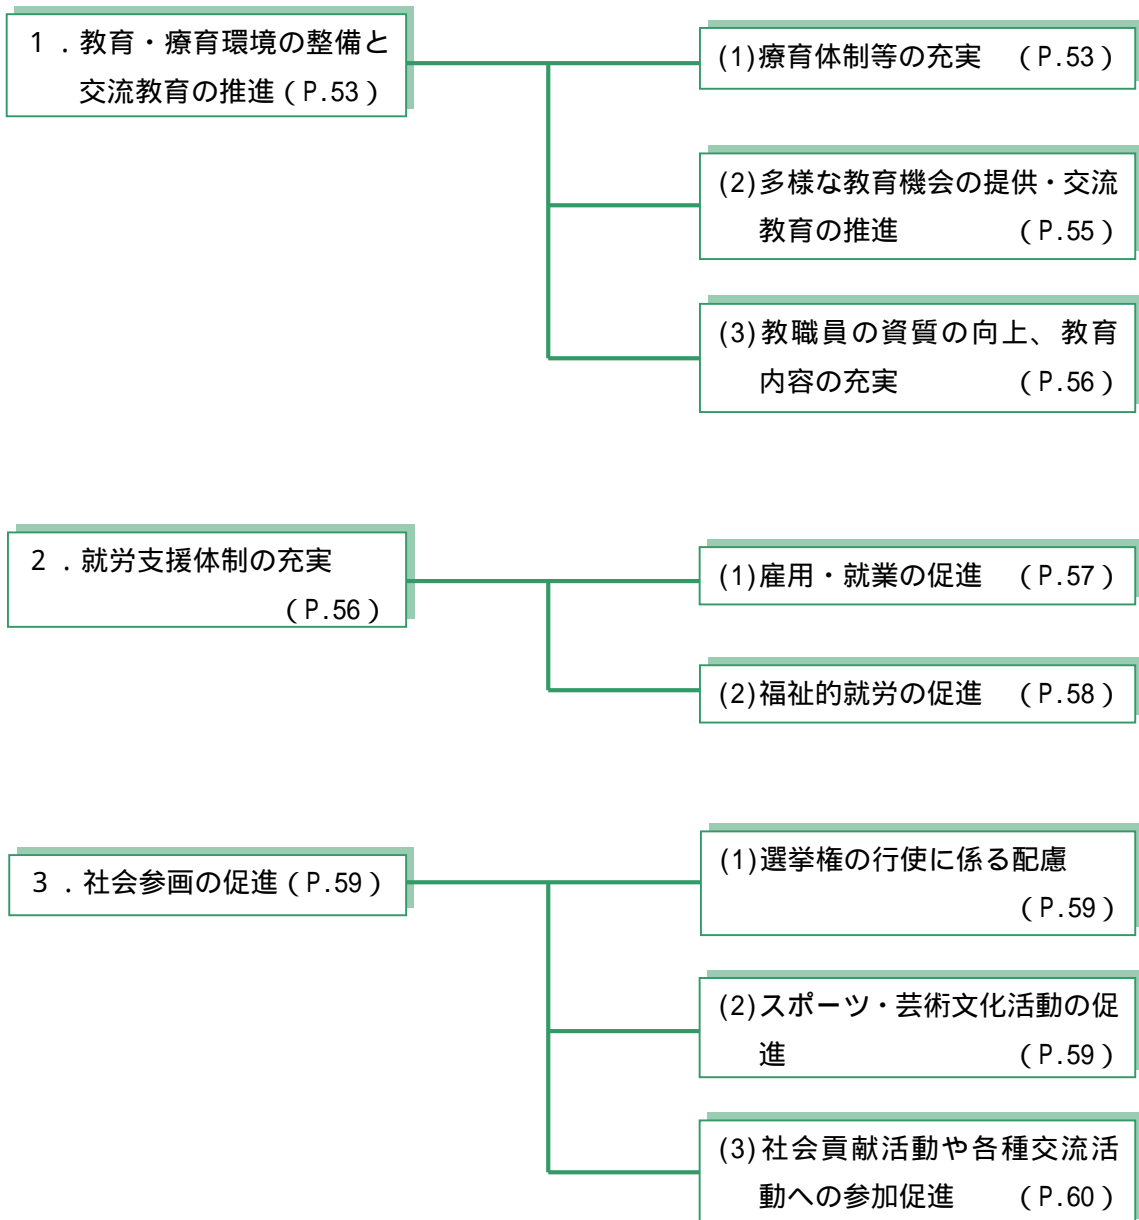 １．教育・療育環境の整備と
交流教育の推進（P.53）
(1)療育体制等の充実　（P.53）
(2)多様な教育機会の提供・交流
教育の推進　（P.55）
(3)教職員の資質の向上、教育
内容の充実　（P.56）
２．就労支援体制の充実
（P.56）
(1)雇用・就業の促進　（P.57）
(2)福祉的就労の促進　（P.58）
３．社会参画の促進（P.59）
(1)選挙権の行使に係る配慮
（P.59）
(2)スポーツ・芸術文化活動の促
進　（P.59）
(3)社会貢献活動や各種交流活
動への参加促進　（P.60）